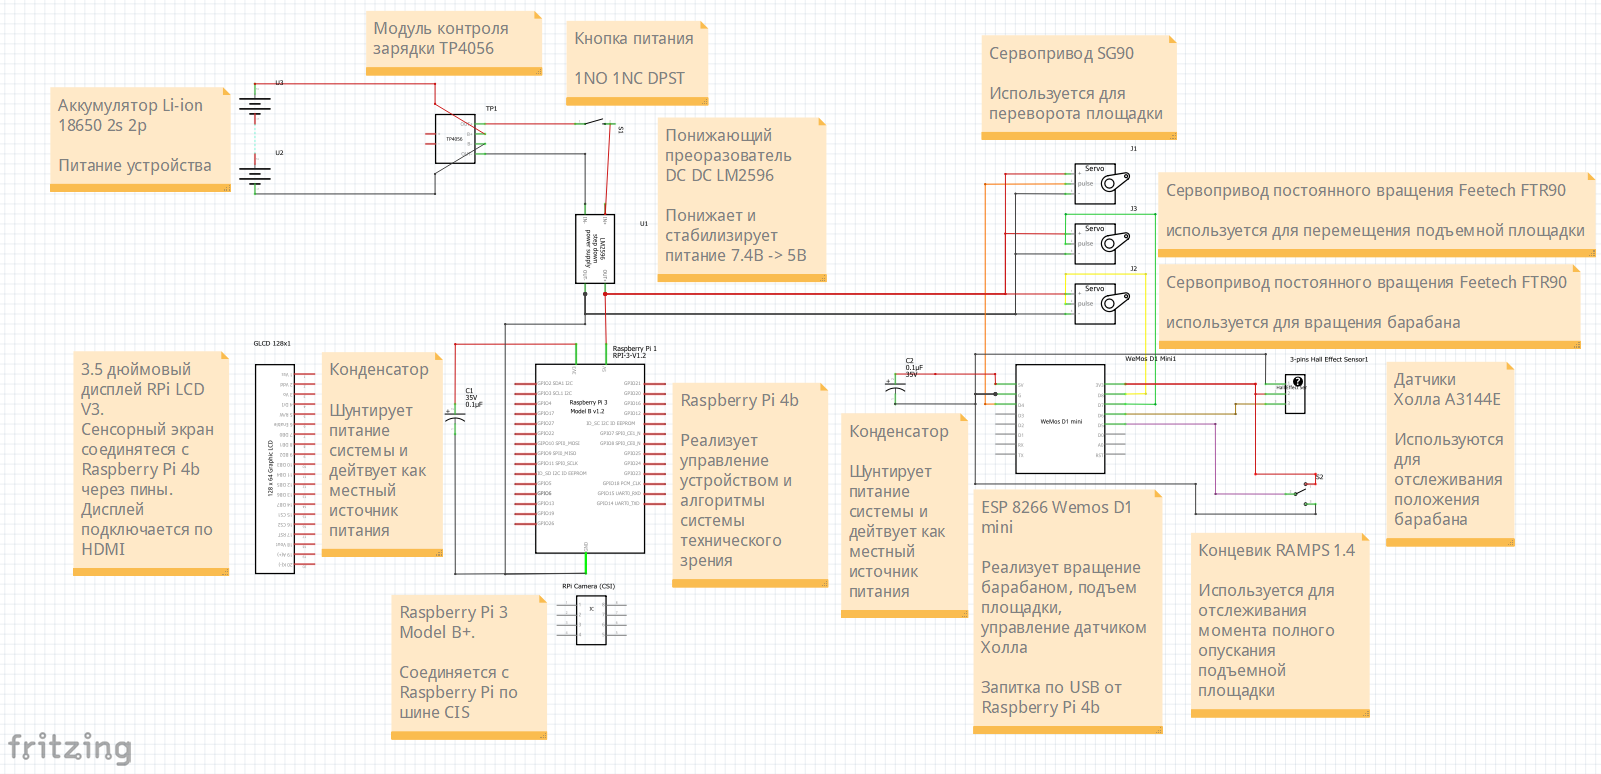 Модуль контроля
зарядки TP4056
Кнопка питания
1NO 1NC DPST
Сервопривод SG90
Используется для
переворота площадки
Аккумулятор Li-ion
18650 2s 2p
Питание устройства
U3
U2
TP1
TP4056
S1
Понижающий
преоразователь
DC DC LM2596
Понижает и
стабилизирует
питание 7.4В -> 5В
U1
LM2596
step down
power supply
J1
Servo
pulse
J3
Servo
pulse
J2
Servo
pulse
Сервопривод постоянного вращения Feetech FTR90
используется для перемещения подъемной площадки
Сервопривод постоянного вращения Feetech FTR90
используется для вращения барабана
GLCD 128x1
128 x 64 Graphic LCD
3.5 дюймовый
дисплей RPi LCD
V3.
Сенсорный экран
соединятеся с
Raspberry Pi 4b
через пины.
Дисплей
подключается по
HDMI
Конденсатор
Шунтирует
питание
системы и
дейтвует как
местный
источник
питания
C1
35V
0.1µF
Raspberry Pi 1
RPI-3-V1.2
Raspberry Pi 3
Model B v1.2
Raspberry Pi 4b
Реализует
управление
устройством и
алгоритмы
системы
технического
зрения
RPi Camera (CSI)
IC
Raspberry Pi 3
Model B+.
Соединяется с
Raspberry Pi по
шине CIS
C2
0.1µF
35V
Конденсатор
Шунтирует
питание
системы и
дейтвует как
местный
источник
питания
WeMos D1 Mini1
WeMos D1 mini
ESP 8266 Wemos D1
mini
Реализует вращение
барабаном, подъем
площадки,
управление датчиком
Холла
Запитка по USB от
Raspberry Pi 4b
3-pins Hall Effect Sensor1
S2
Датчики
Холла A3144E
Используются
для
отслеживания
положения
барабана
Концевик RAMPS 1.4
Используется для
отслеживания
момента полного
опускания
подъемной
площадки
fritzing